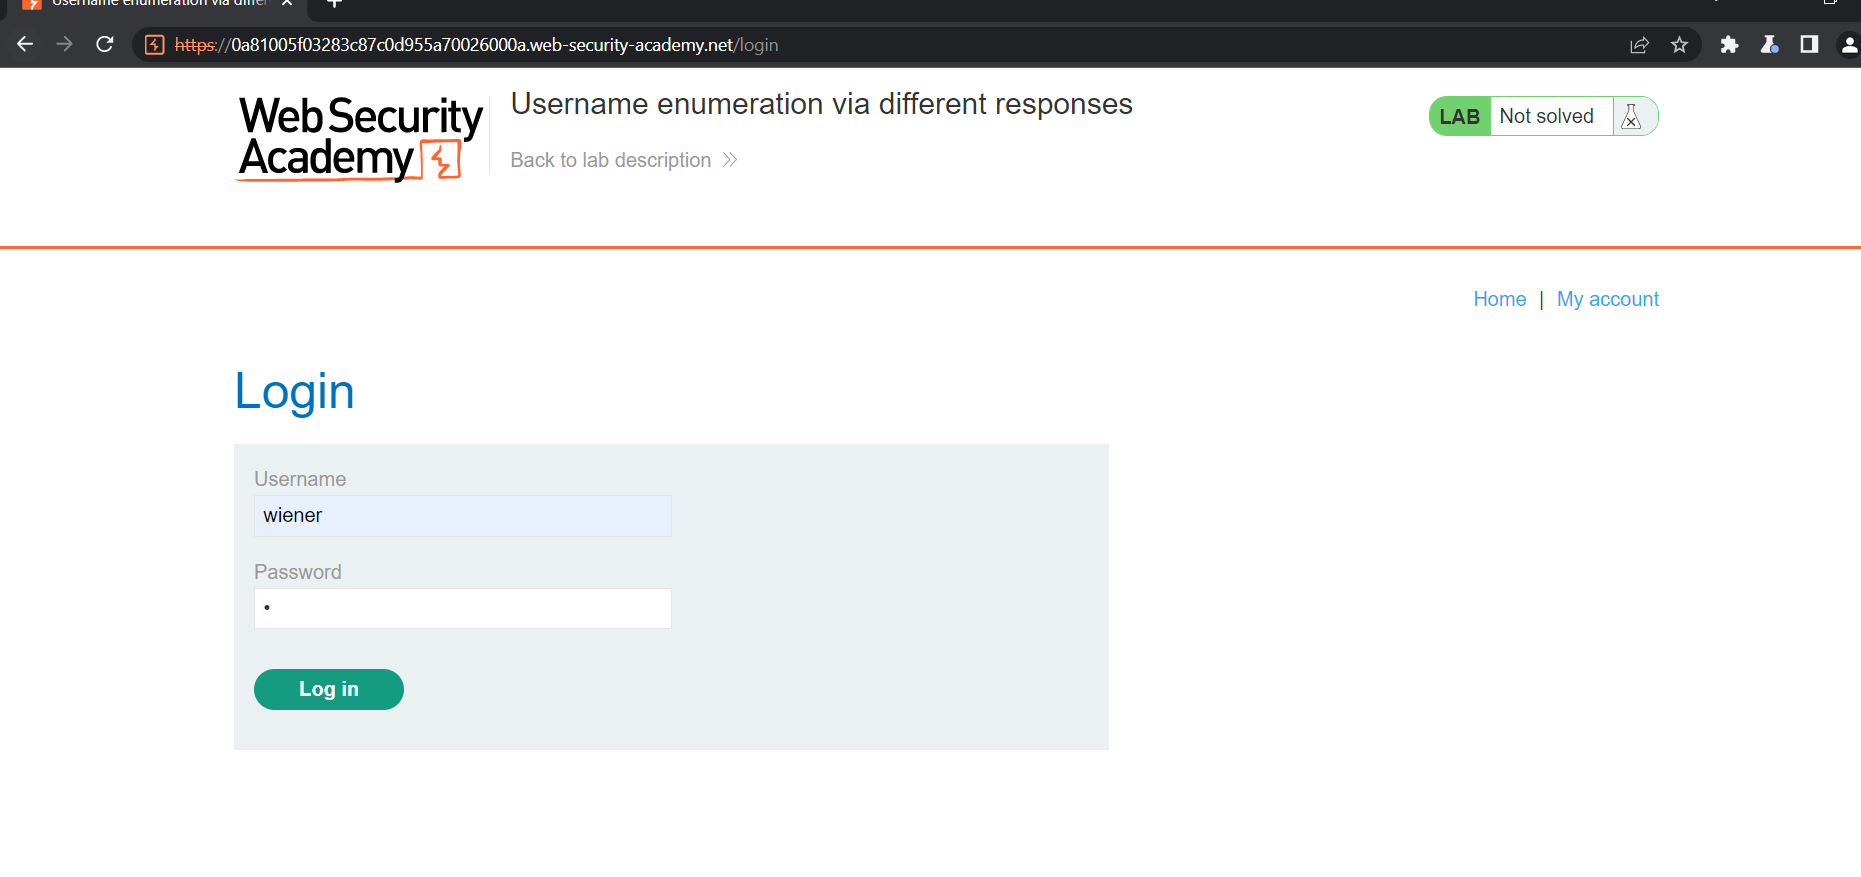 Username enumeration via differ
https://0a81005f03283c87c0d955a70026000a.web-security-academy.net/login
Web Security
Academy
Username enumeration via different responses
Back to lab description
LAB Not solved
Home | My account
Login
Username
wiener
Password
Log in